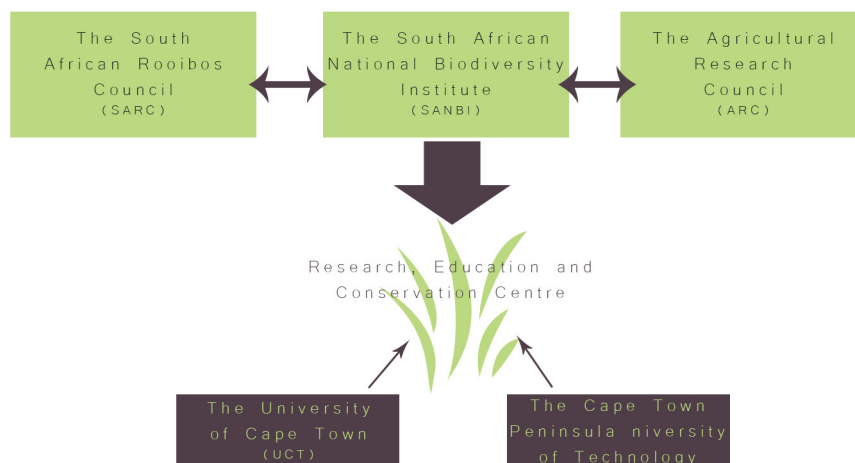 The South
African Rooibos
Council
(SARC)
The South African
National Biodiversity
Institute
(SANBI)
The Agricultural
Research
Council
(ARC)
Research, Education and
Conservation Centre
The University
of Cape Town
(UCT)
The Cape Town
Peninsula niversity
of Technology